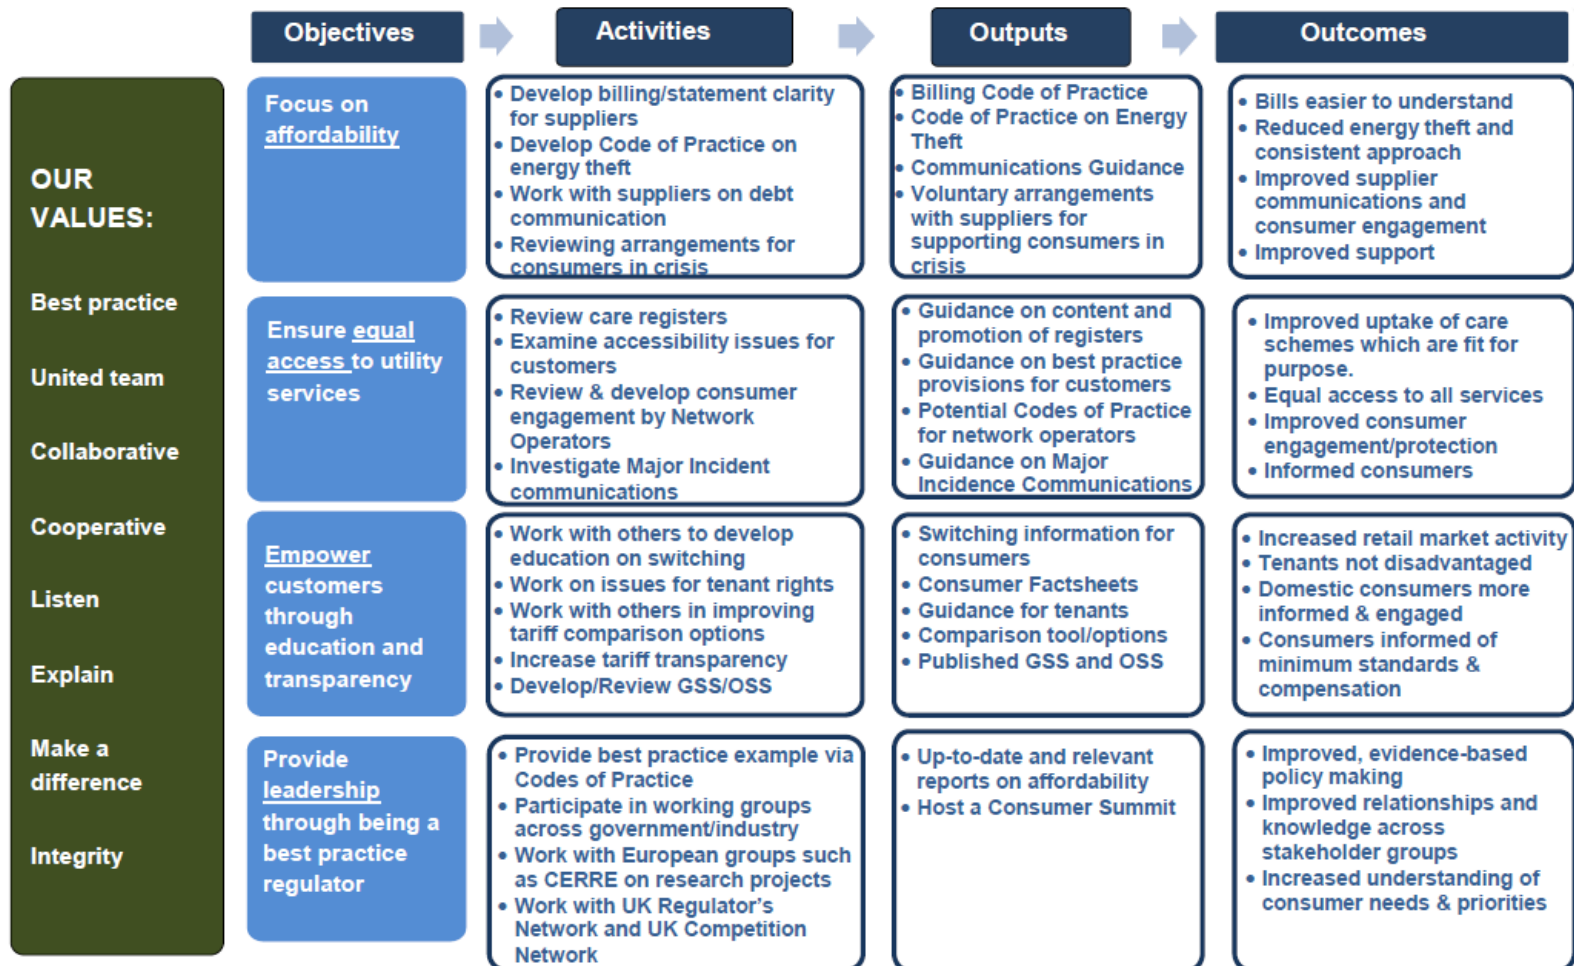 Objectives
Activities
Outputs
Outcomes
OUR
VALUES:
Best practice
United team
Collaborative
Cooperative
Listen
Explain
Make a
difference
Integrity
Focus on
affordability
• Develop billing/statement clarity
for suppliers
• Develop Code of Practice on
energy theft
• Work with suppliers on debt
communication
• Reviewing arrangements for
consumers in crisis
• Billing Code of Practice
• Code of Practice on Energy
Theft
• Communications Guidance
• Voluntary arrangements
with suppliers for
supporting consumers in
crisis
• Bills easier to understand
• Reduced energy theft and
consistent approach
• Improved supplier
communications and
consumer engagement
• Improved support
Ensure equal
access to utility
services
• Review care registers
• Examine accessibility issues for
customers
• Review & develop consumer
engagement by Network
Operators
• Investigate Major Incident
communications
• Guidance on content and
promotion of registers
• Guidance on best practice
provisions for customers
• Potential Codes of Practice
for network operators
• Guidance on Major
Incidence Communications
• Improved uptake of care
schemes which are fit for
purpose.
• Equal access to all services
• Improved consumer
engagement/protection
• Informed consumers
Empower
customers
through
education and
transparency
• Work with others to develop
education on switching
• Work on issues for tenant rights
• Work with others in improving
tariff comparison options
• Increase tariff transparency
• Develop/Review GSS/OSS
• Switching information for
consumers
• Consumer Factsheets
• Guidance for tenants
• Comparison tool/options
• Published GSS and OSS
• Increased retail market activity
• Tenants not disadvantaged
• Domestic consumers more
informed & engaged
• Consumers informed of
minimum standards &
compensation
Provide
leadership
through being a
best practice
regulator
• Provide best practice example via
Codes of Practice
• Participate in working groups
across government/industry
• Work with European groups such
as CERRE on research projects
• Work with UK Regulator's
Network and UK Competition
Network
• Up-to-date and relevant
reports on affordability
• Host a Consumer Summit
• Improved, evidence-based
policy making
• Improved relationships and
knowledge across
stakeholder groups
• Increased understanding of
consumer needs & priorities